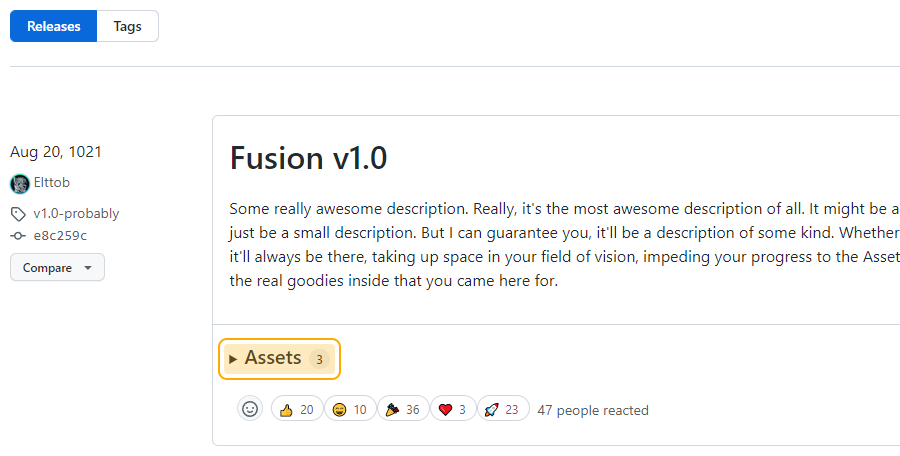 Releases Tags
Aug 20, 1021
Elttob
v1.0-probably
e8c259c
Compare
Fusion v1.0
Some really awesome description. Really, it's the most awesome description of all. It might be a
just be a small description. But I can guarantee you, it'll be a description of some kind. Whether
it'll always be there, taking up space in your field of vision, impeding your progress to the Asset
the real goodies inside that you came here for.
Assets 3
20 10 36 3 23 47 people reacted